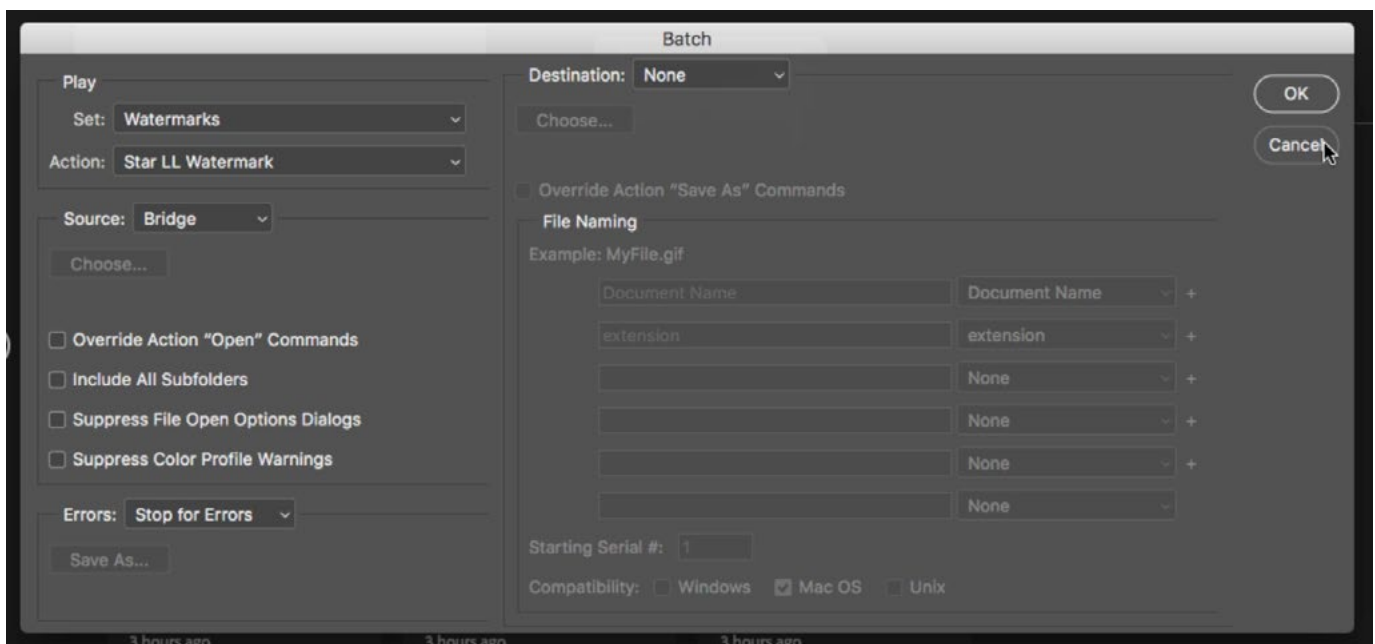 Batch
Play
Set: Watermarks
Action: Star LL Watermark
Source: Bridge
Choose...
Override Action "Open" Commands
Include All Subfolders
Suppress File Open Options Dialogs
Suppress Color Profile Warnings
Errors: Stop for Errors
Save As...
Destination: None
Choose...
Override Action "Save As" Commands
File Naming
Example: MyFile.gif
Document Name Document Name +
extension extension +
None +
None +
None +
None
Starting Serial #: 1
Compatibility: Windows Mac OS Unix
OK
Cancel
3 hours ago 3 hours ago 3 hours ago